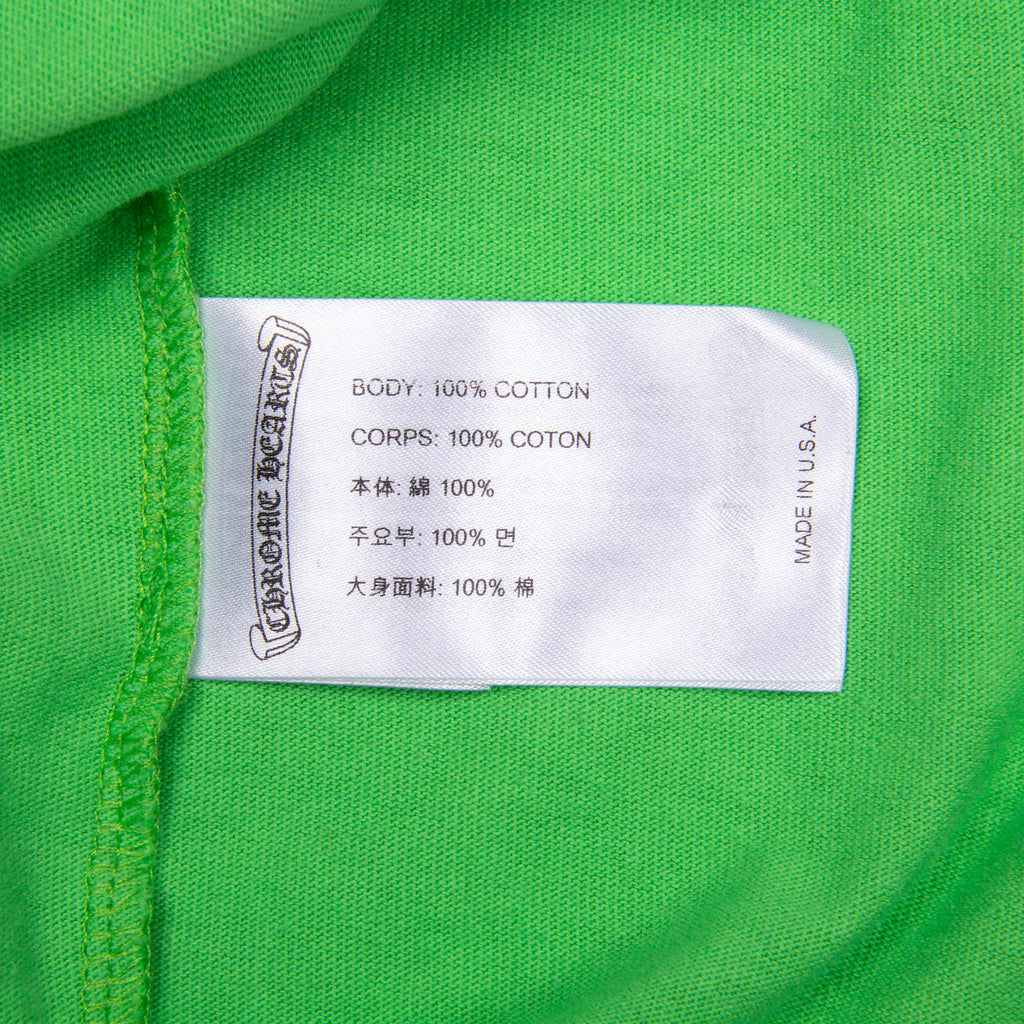 CHROME HEARTS
BODY: 100% COTTON
CORPS: 100% COTON
本体: 綿 100%
주요부: 100% 면
大身面料: 100% 棉
MADE IN U.S.A.